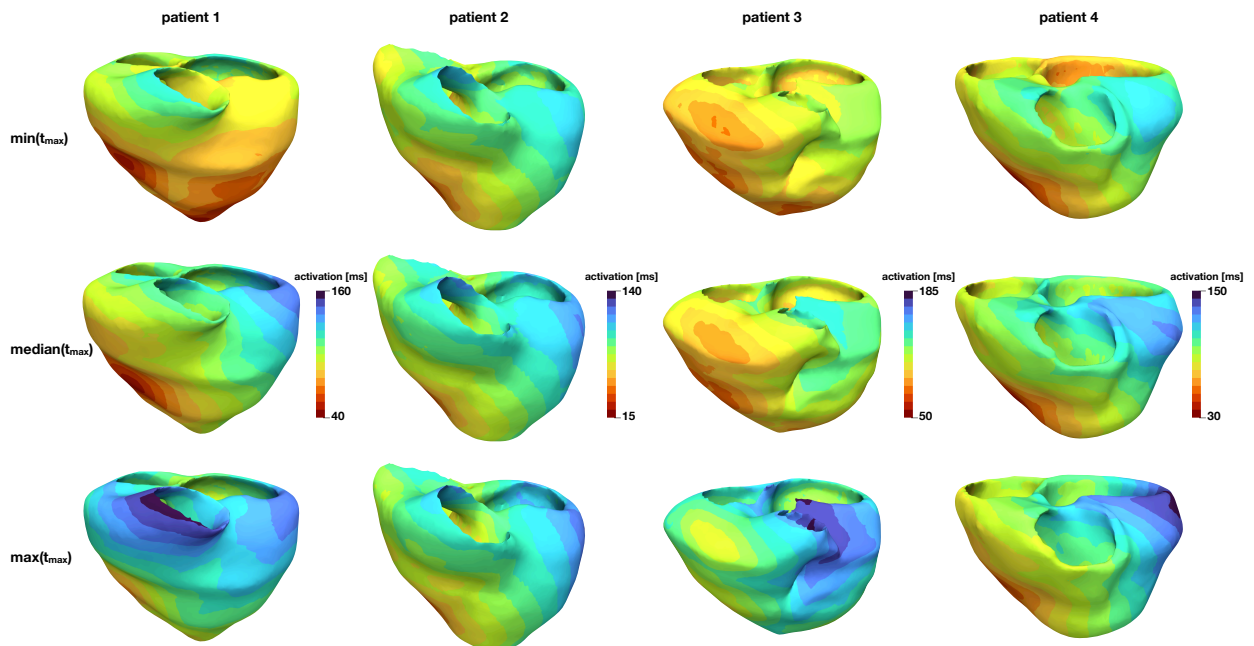 patient 1 patient 2 patient 3 patient 4
min(tmax)
activation [ms] activation [ms] activation [ms] activation [ms]
160 140 185 150
median(tmax)
40 15 50 30
max(tmax)